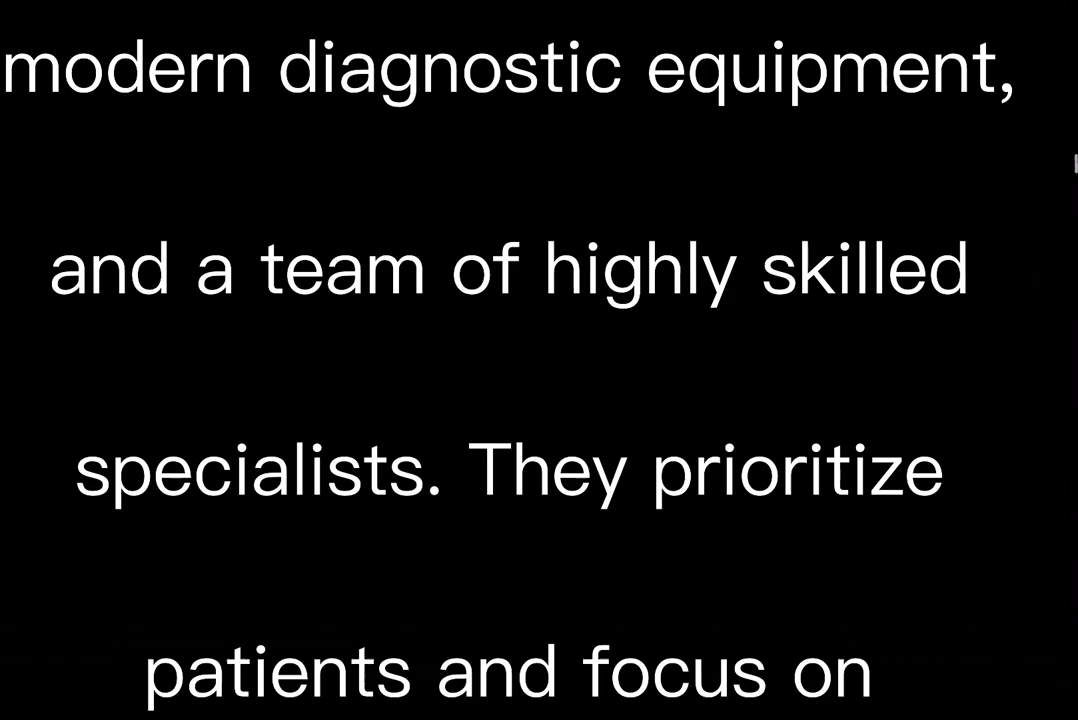 modern diagnostic equipment,
and a team of highly skilled
specialists. They prioritize
patients and focus on